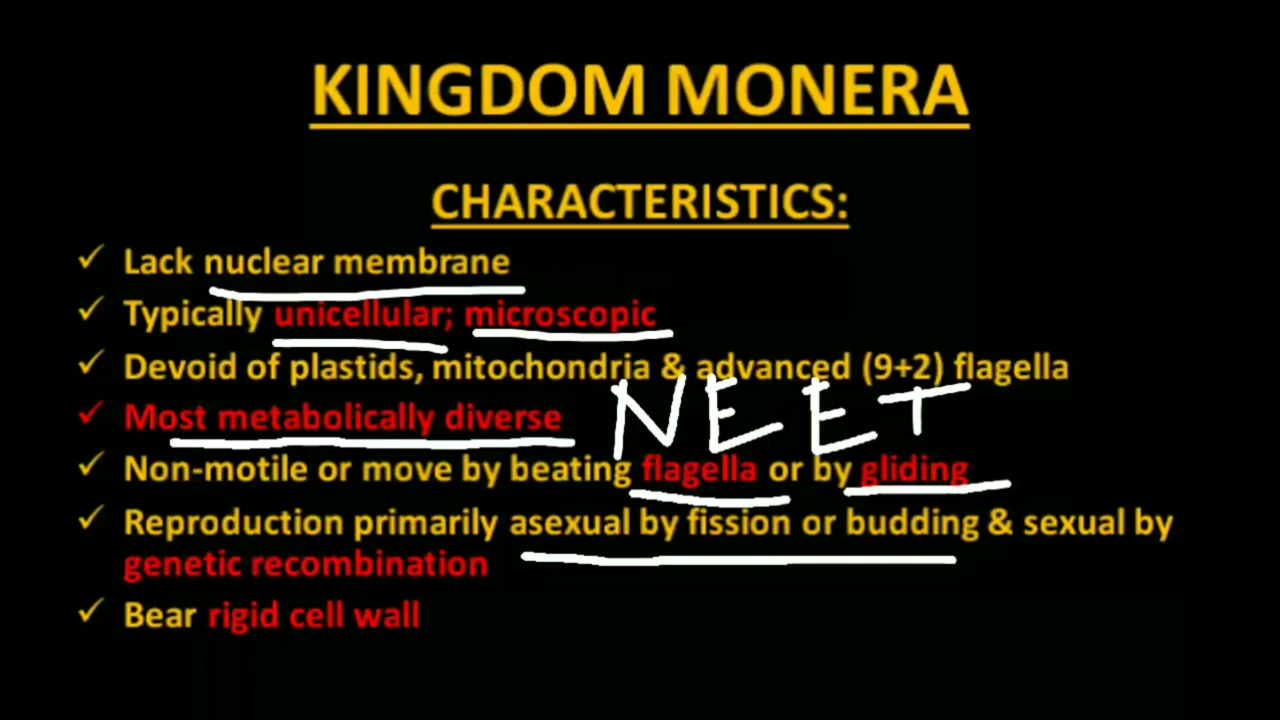 KINGDOM MONERA
CHARACTERISTICS:
✓ Lack nuclear membrane
✓ Typically unicellular; microscopic
✓ Devoid of plastids, mitochondria & advanced (9+2) flagella
✓ Most metabolically diverse NEET
✓ Non-motile or move by beating flagella or by gliding
✓ Reproduction primarily asexual by fission or budding & sexual by
genetic recombination
✓ Bear rigid cell wall